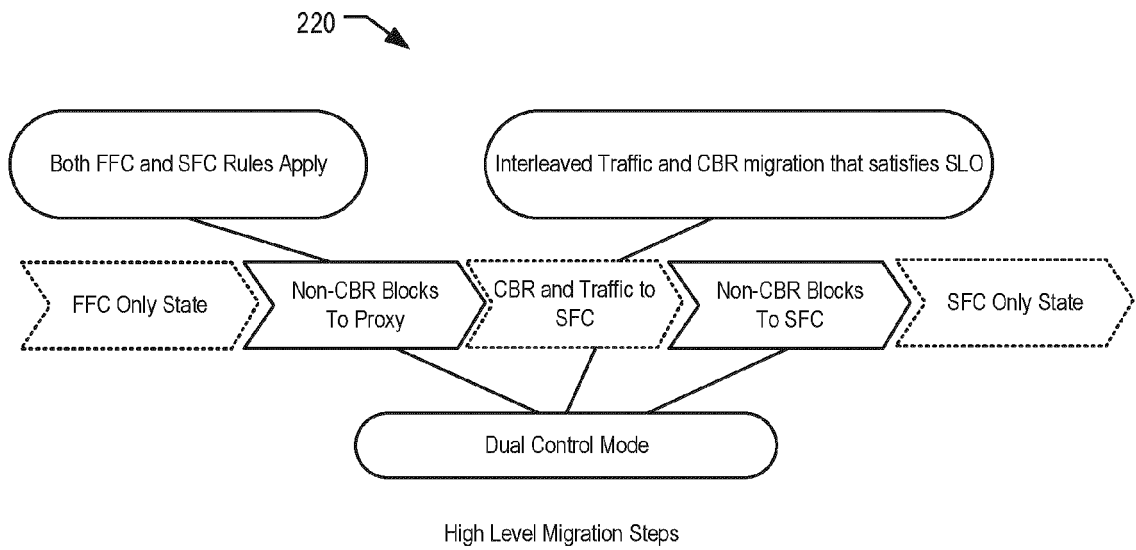 220
Both FFC and SFC Rules Apply
Interleaved Traffic and CBR migration that satisfies SLO
FFC Only State
Non-CBR Blocks
To Proxy
CBR and Traffic to
SFC
Non-CBR Blocks
To SFC
SFC Only State
Dual Control Mode
High Level Migration Steps